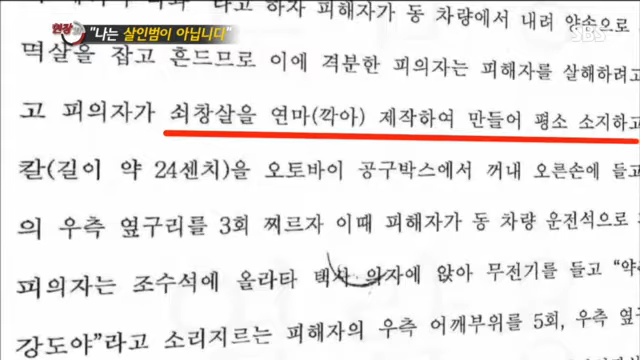 현장 "나는 살인범이 아닙니다"
SBS
라고 하자 피해자가 동 차량에서 내려 양손으로
멱살을 잡고 흔드므로 이에 격분한 피의자는 피해자를 살해하려고
고 피의자가 쇠창살을 연마(깍아) 제작하여 만들어 평소 소지하고
칼(길이 약 24센치)을 오토바이 공구박스에서 꺼내 오른손에 들고
의 우측 옆구리를 3회 찌르자 이때 피해자가 동 차량 운전석으로
피의자는 조수석에 올라타 택시 의자에 앉아 무전기를 들고 "약
강도야"라고 소리지르는 피해자의 우측 어깨부위를 5회, 우측 옆구